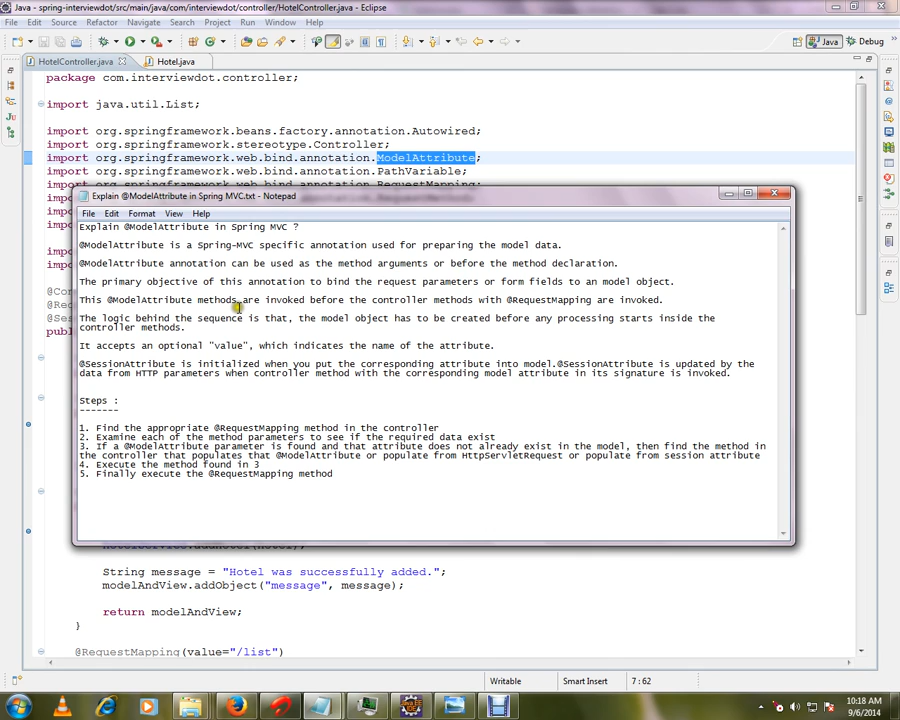 Java - spring-interviewdot/src/main/java/com/interviewdot/controller/HotelController.java - Eclipse
File Edit Source Refactor Navigate Search Project Run Window Help
Java Debug
HotelController.java Hotel.java
package com.interviewdot.controller;
import java.util.List;
import org.springframework.beans.factory.annotation.Autowired;
import org.springframework.stereotype.Controller;
import org.springframework.web.bind.annotation.ModelAttribute;
import org.springframework.web.bind.annotation.PathVariable;
import org.springframework.web.bind.annotation.RequestMapping;
Explain @ModelAttribute in Spring MVC.txt - Notepad
File Edit Format View Help
Explain @ModelAttribute in Spring MVC ?
@ModelAttribute is a Spring-MVC specific annotation used for preparing the model data.
@ModelAttribute annotation can be used as the method arguments or before the method declaration.
The primary objective of this annotation to bind the request parameters or form fields to an model object.
This @ModelAttribute methods are invoked before the controller methods with @RequestMapping are invoked.
The logic behind the sequence is that, the model object has to be created before any processing starts inside the
controller methods.
It accepts an optional "value", which indicates the name of the attribute.
@SessionAttribute is initialized when you put the corresponding attribute into model.@SessionAttribute is updated by the
data from HTTP parameters when controller method with the corresponding model attribute in its signature is invoked.
Steps :
-------
1. Find the appropriate @RequestMapping method in the controller
2. Examine each of the method parameters to see if the required data exist
3. If a @ModelAttribute parameter is found and that attribute does not already exist in the model, then find the method in
the controller that populates that @ModelAttribute or populate from HttpServletRequest or populate from session attribute
4. Execute the method found in 3
5. Finally execute the @RequestMapping method
hotelService.addHotel(hotel);
String message = "Hotel was successfully added.";
modelAndView.addObject("message", message);
return modelAndView;
}
@RequestMapping(value="/list")
Writable Smart Insert 7 : 62
10:18 AM
9/6/2014